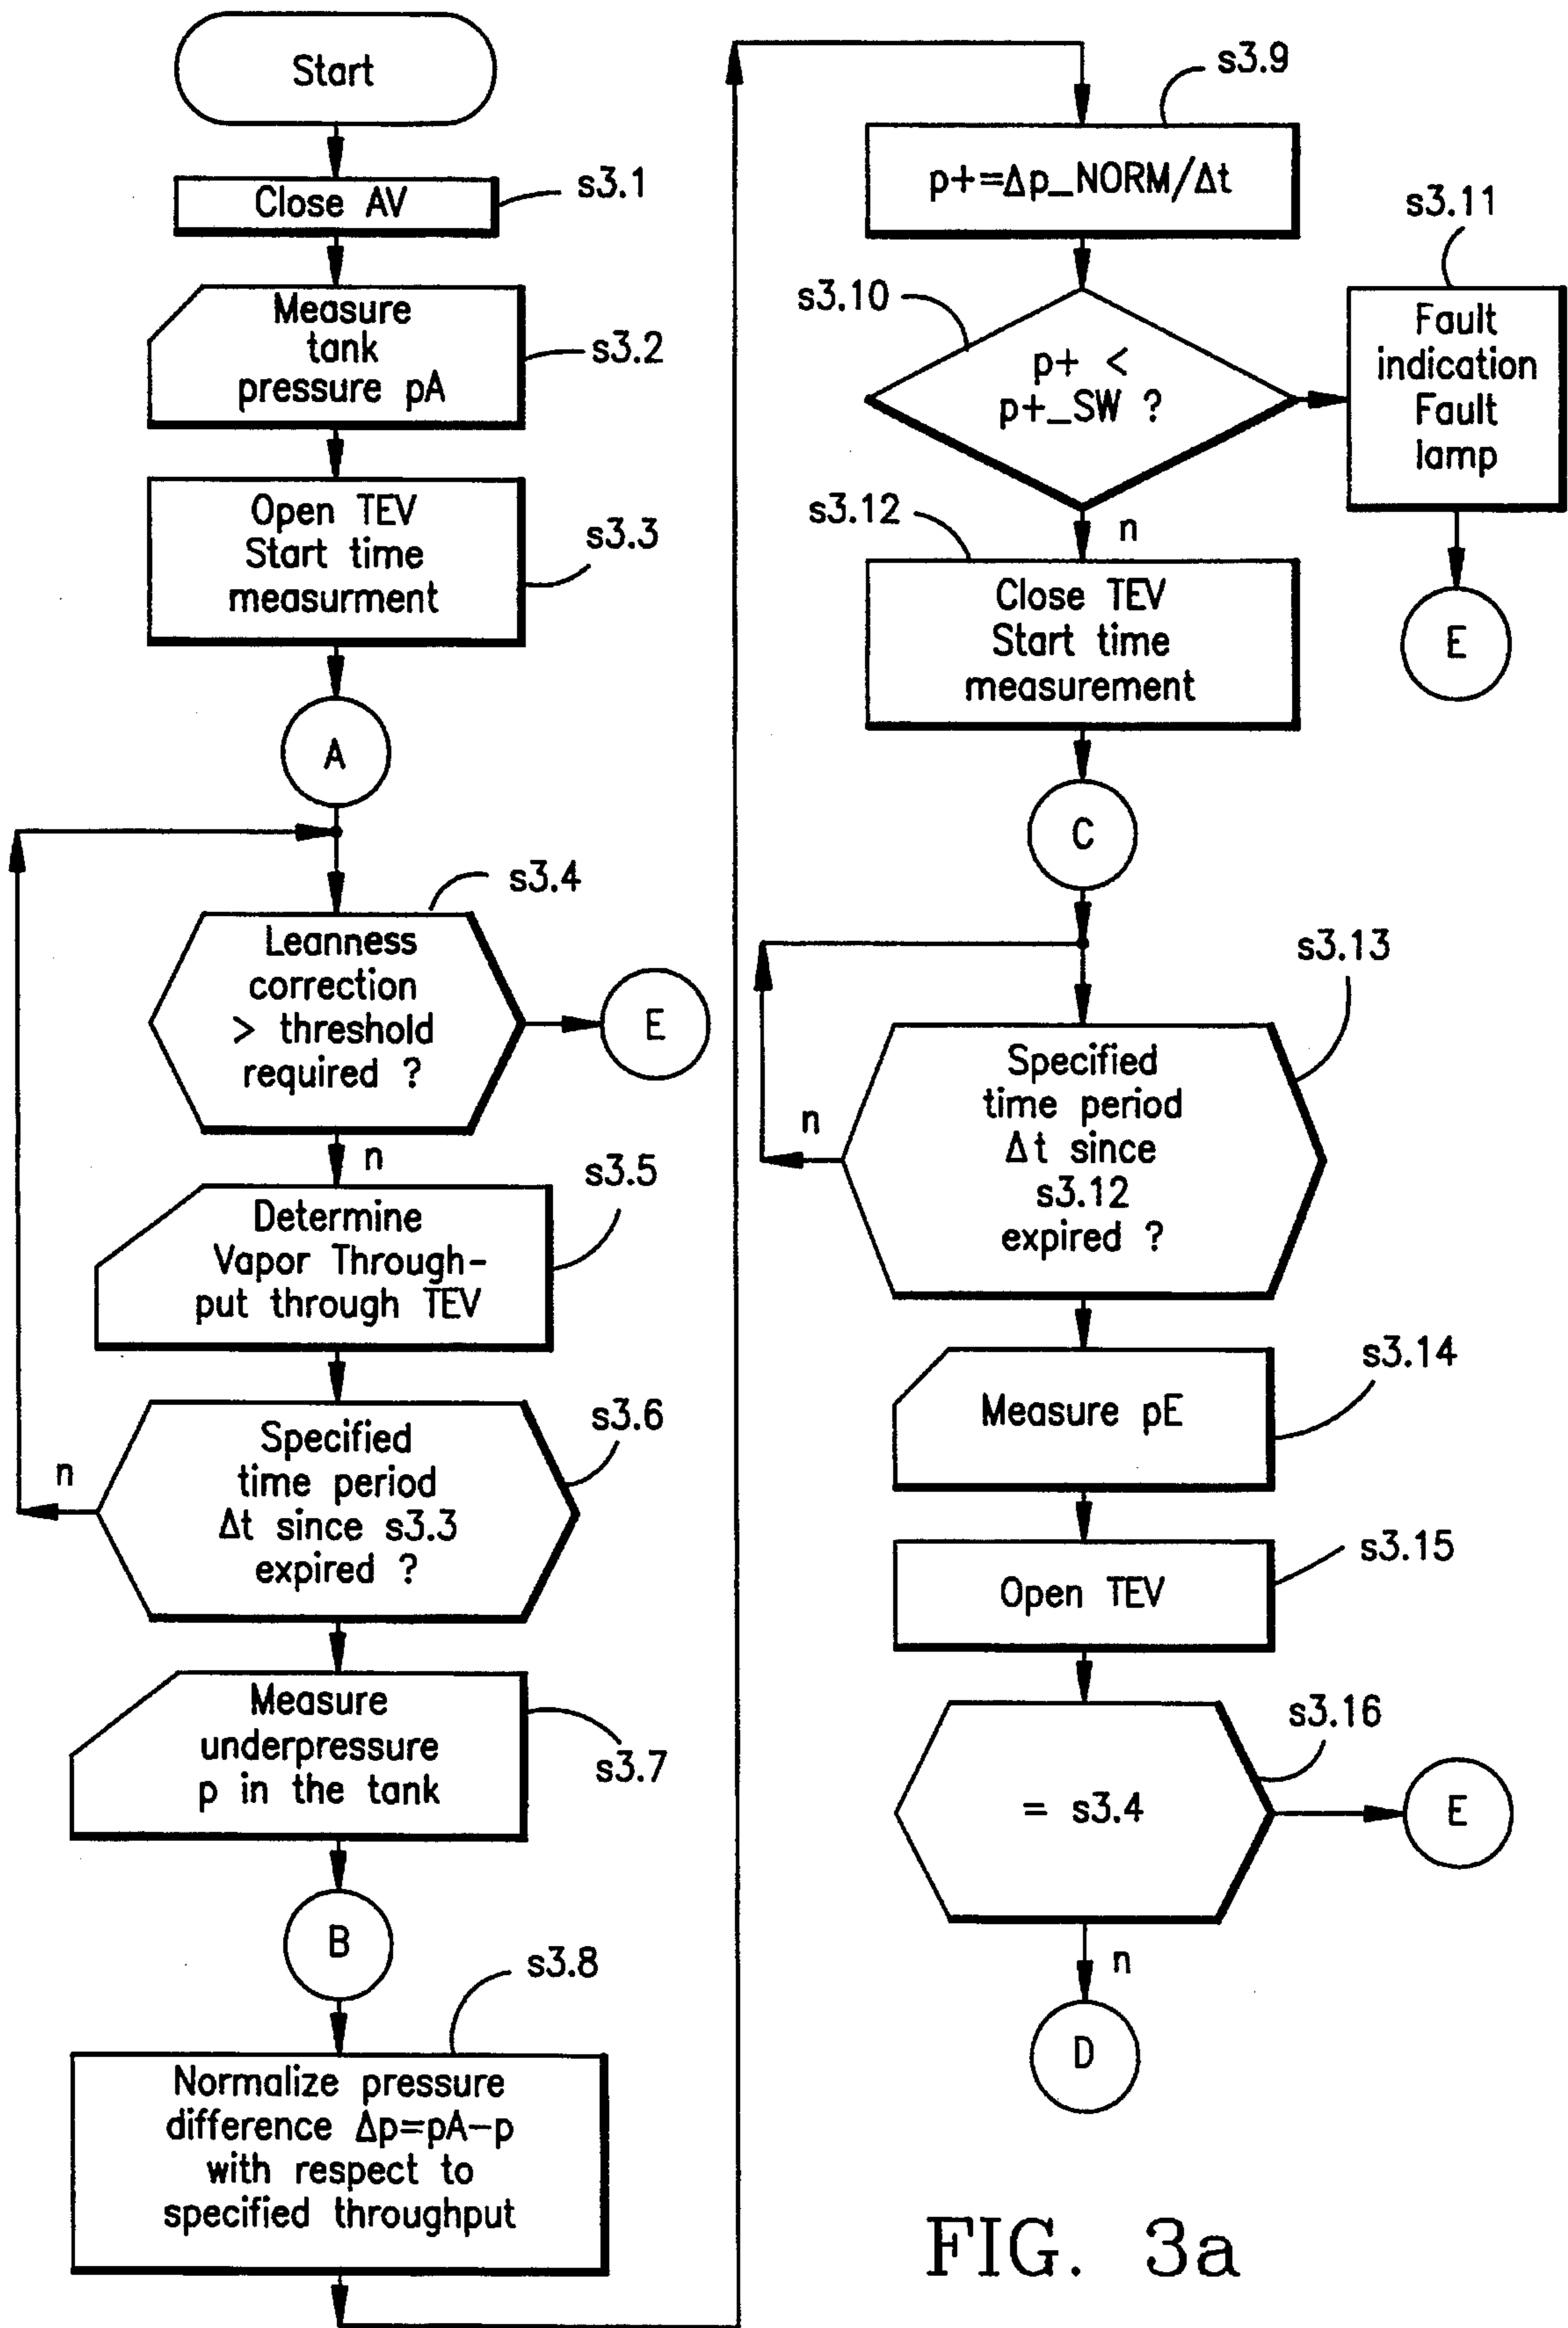 Start
Close AV
s3.1
Measure
tank
pressure pA
s3.2
Open TEV
Start time
measurment
s3.3
A
s3.4
Leanness
correction
> threshold
required ?
E
n
s3.5
Determine
Vapor Through-
put through TEV
s3.6
Specified
time period
Δt since s3.3
expired ?
n
Measure
underpressure
p in the tank
s3.7
B
s3.8
Normalize pressure
difference Δp=pA-p
with respect to
specified throughput
s3.9
p+=Δp_NORM/Δt
s3.10
p+ <
p+_SW ?
s3.11
Fault
indication
Fault
lamp
E
n
s3.12
Close TEV
Start time
measurement
C
s3.13
Specified
time period
Δt since
s3.12
expired ?
n
s3.14
Measure pE
s3.15
Open TEV
s3.16
= s3.4
E
n
D
FIG. 3a